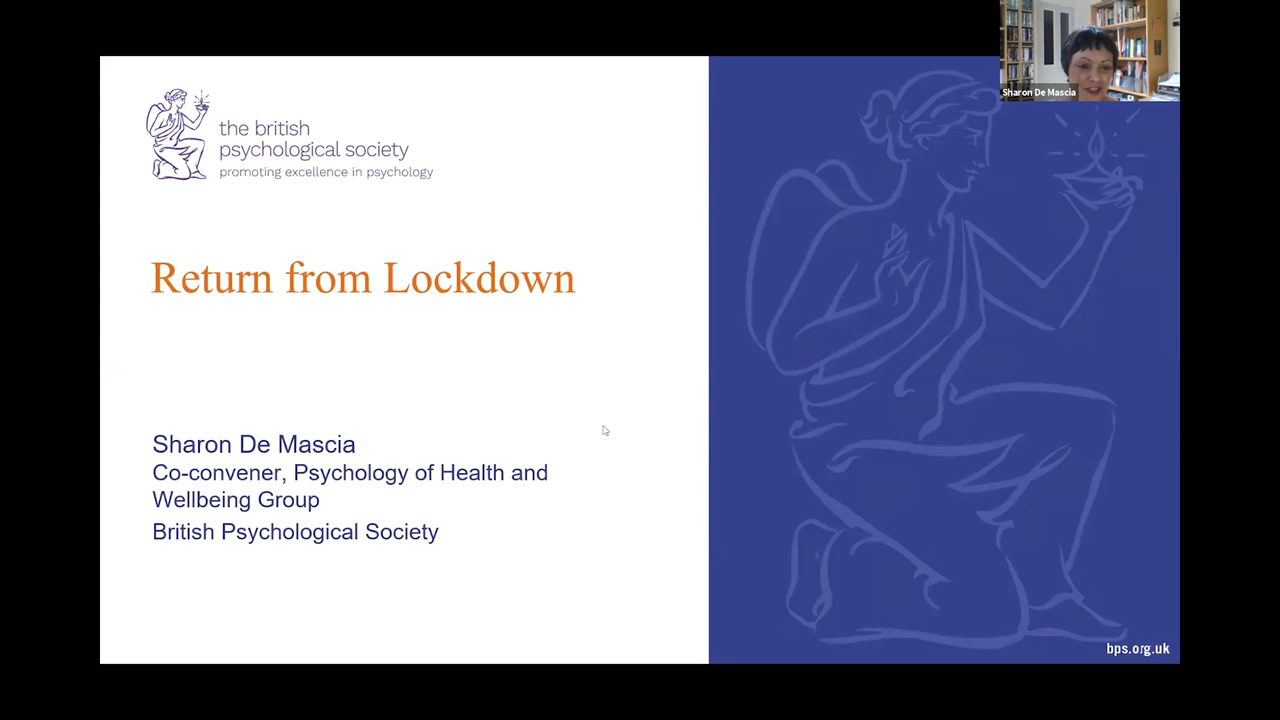 Sharon De Mascia
the british
psychological society
promoting excellence in psychology
Return from Lockdown
Sharon De Mascia
Co-convener, Psychology of Health and
Wellbeing Group
British Psychological Society
bps.org.uk